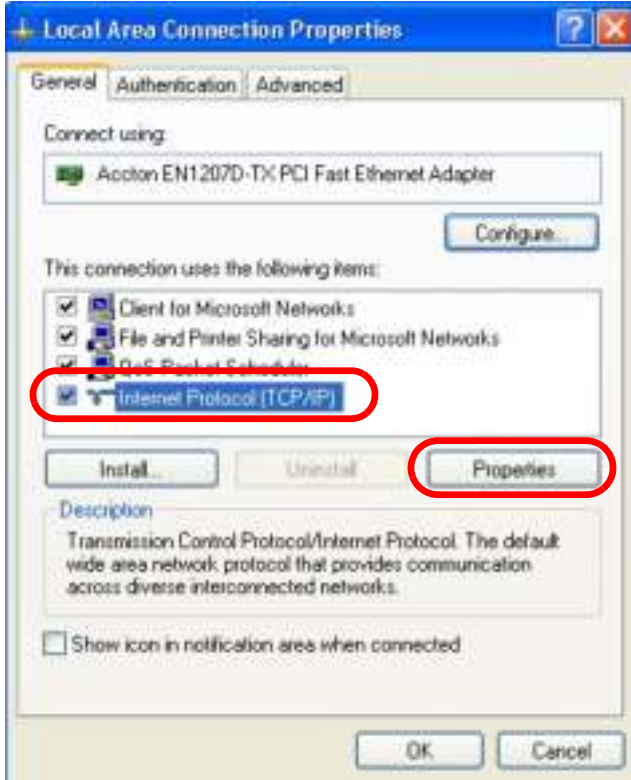 Local Area Connection Properties
General
Authentication
Advanced
Connect using:
Accton EN1207D-TX PCI Fast Ethernet Adapter
Configure...
This connection uses the following items:
Client for Microsoft Networks
File and Printer Sharing for Microsoft Networks
QoS Packet Scheduler
Internet Protocol (TCP/IP)
Install...
Uninstall
Properties
Description
Transmission Control Protocol/Internet Protocol. The default
wide area network protocol that provides communication
across diverse interconnected networks.
Show icon in notification area when connected
OK
Cancel